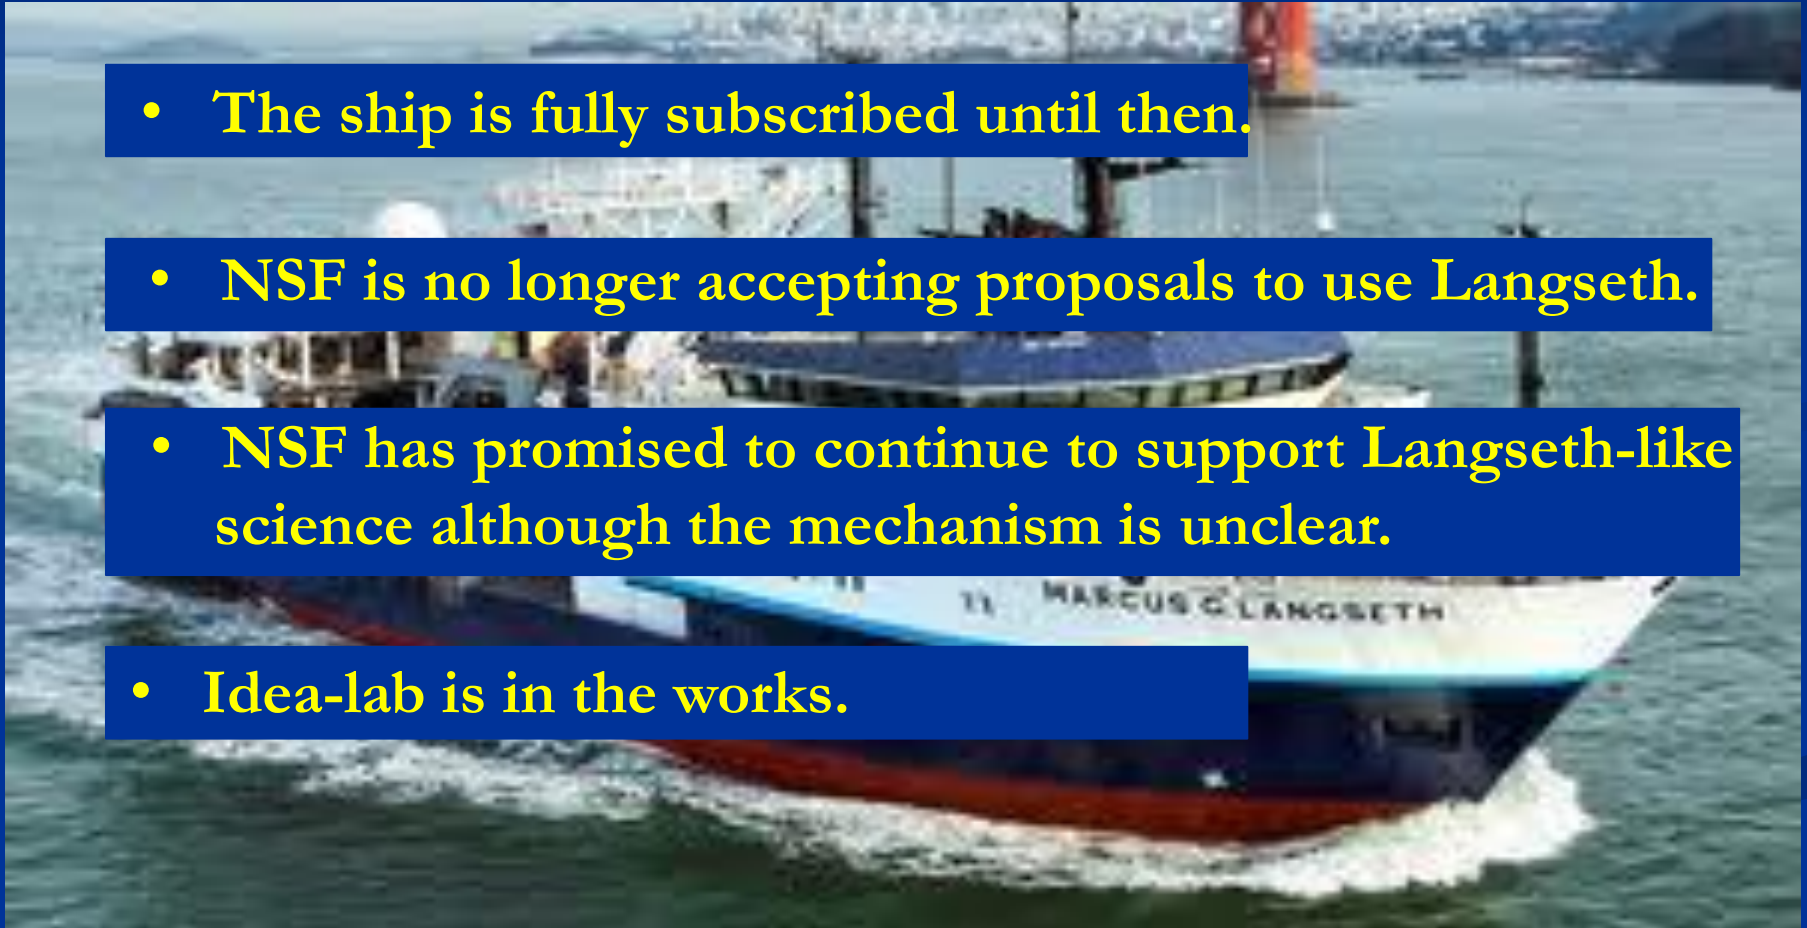 • The ship is fully subscribed until then.
• NSF is no longer accepting proposals to use Langseth.
• NSF has promised to continue to support Langseth-like
science although the mechanism is unclear.
MARCUS G. LANGSETH
• Idea-lab is in the works.